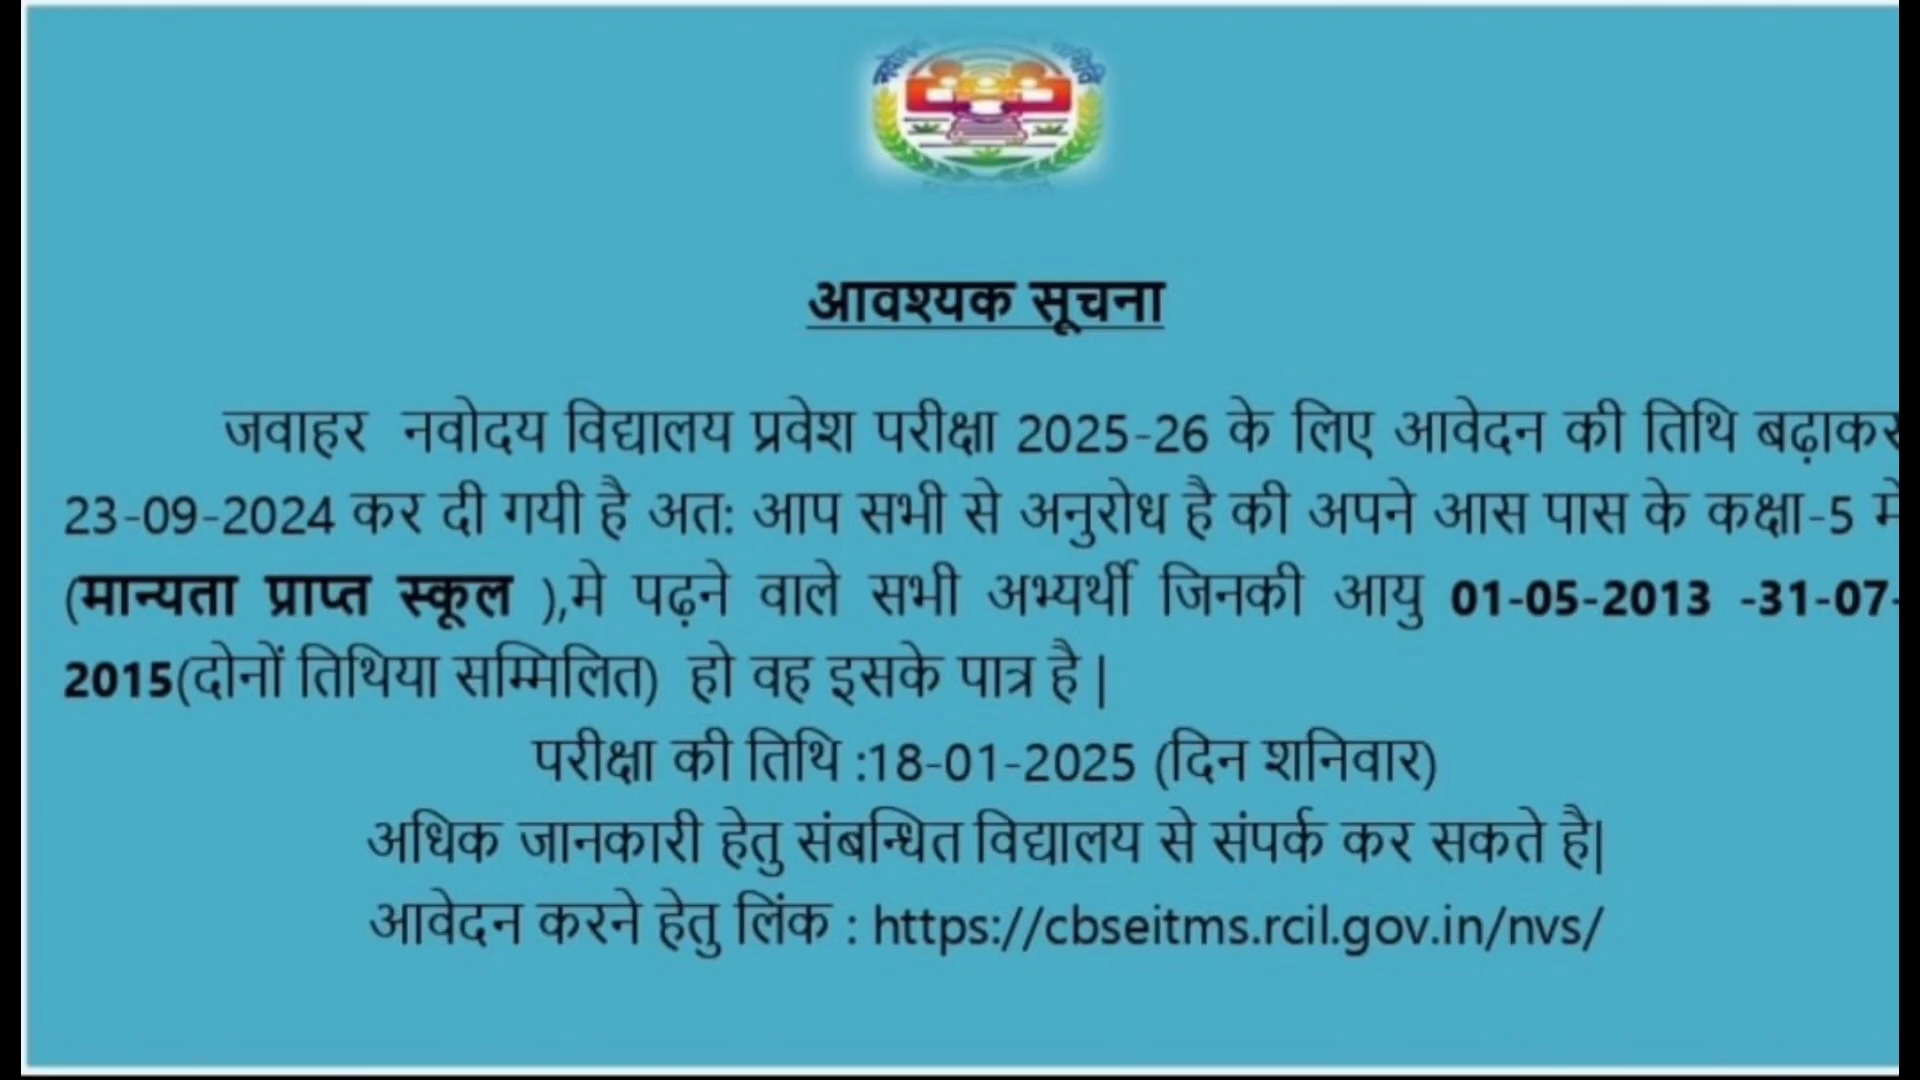 आवश्यक सूचना
जवाहर नवोदय विद्यालय प्रवेश परीक्षा 2025-26 के लिए आवेदन की तिथि बढ़ाकर
23-09-2024 कर दी गयी है अत: आप सभी से अनुरोध है की अपने आस पास के कक्षा-5 मे
(मान्यता प्राप्त स्कूल ),मे पढ़ने वाले सभी अभ्यर्थी जिनकी आयु 01-05-2013 -31-07-
2015(दोनों तिथिया सम्मिलित) हो वह इसके पात्र है |
परीक्षा की तिथि :18-01-2025 (दिन शनिवार)
अधिक जानकारी हेतु संबन्धित विद्यालय से संपर्क कर सकते है|
आवेदन करने हेतु लिंक : https://cbseitms.rcil.gov.in/nvs/